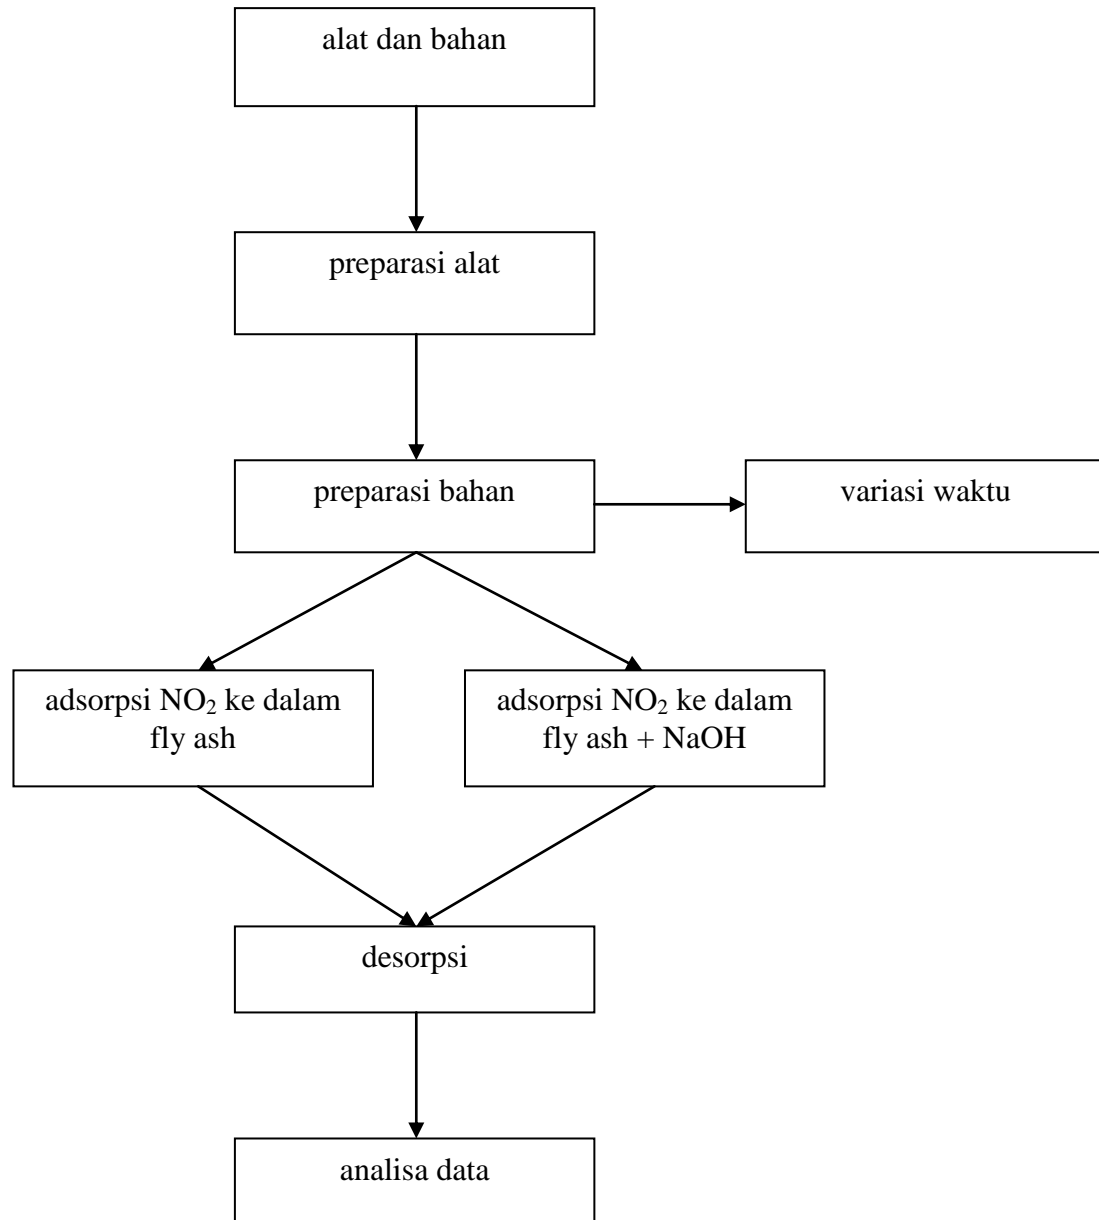 alat dan bahan
preparasi alat
preparasi bahan
variasi waktu
adsorpsi NO₂ ke dalam
fly ash
adsorpsi NO₂ ke dalam
fly ash + NaOH
desorpsi
analisa data